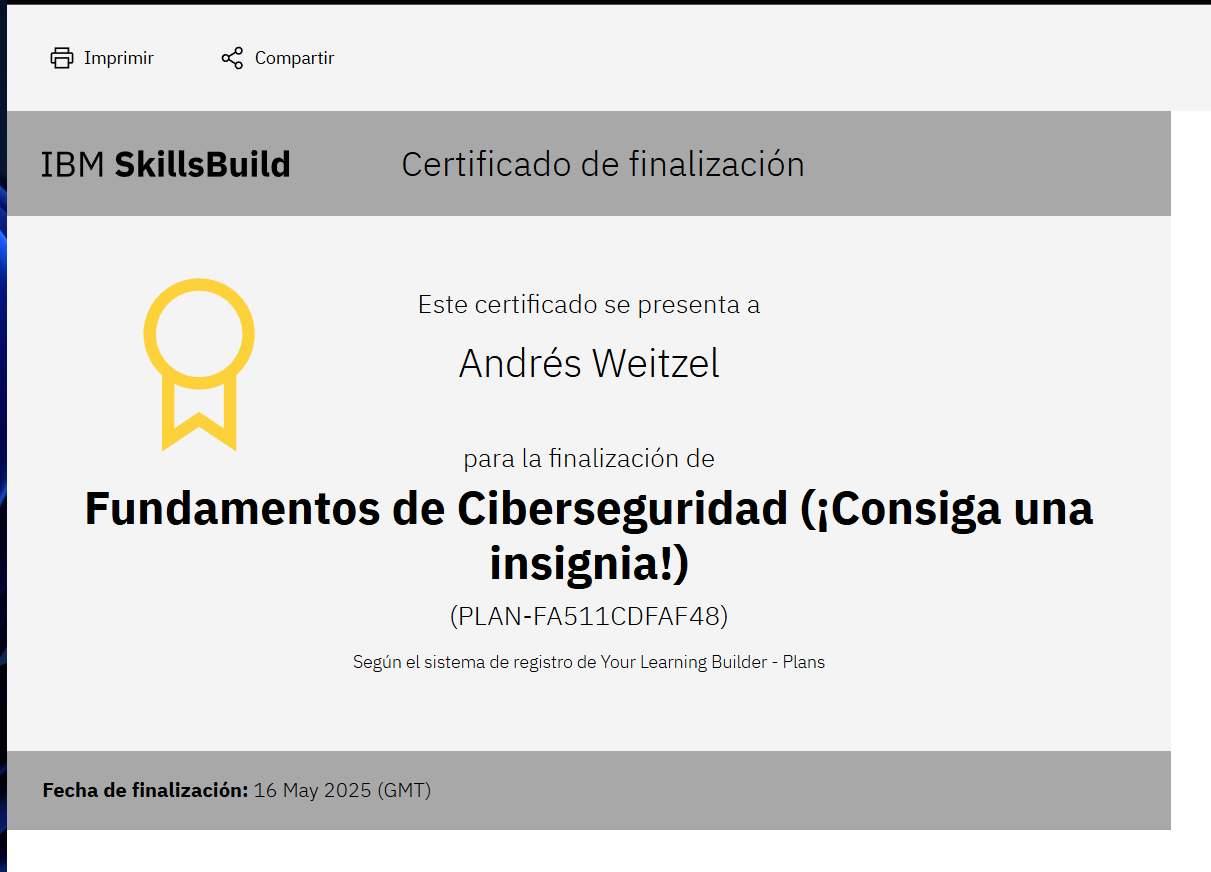 Imprimir Compartir
IBM SkillsBuild Certificado de finalización
Este certificado se presenta a
Andrés Weitzel
para la finalización de
Fundamentos de Ciberseguridad (¡Consiga una
insignia!)
(PLAN-FA511CDFAF48)
Según el sistema de registro de Your Learning Builder - Plans
Fecha de finalización: 16 May 2025 (GMT)